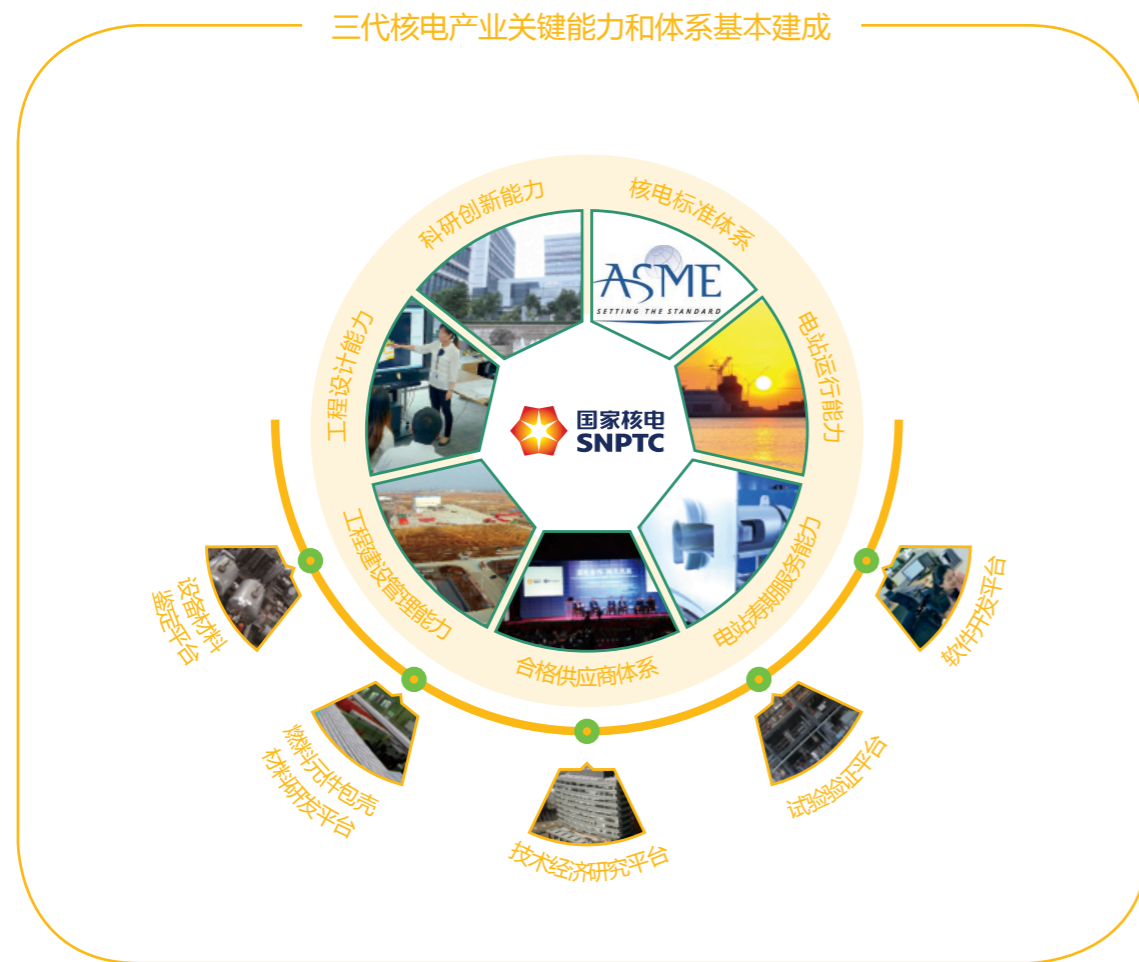 三代核电产业关键能力和体系基本建成
科研创新能力
核电标准体系
ASME
SETTING THE STANDARD
工程设计能力
电站运行能力
国家核电
SNPTC
工程建设管理能力
电站寿期服务能力
合格供应商体系
设备材料
鉴定平台
软件开发平台
燃料元件包壳
材料研发平台
试验验证平台
技术经济研究平台